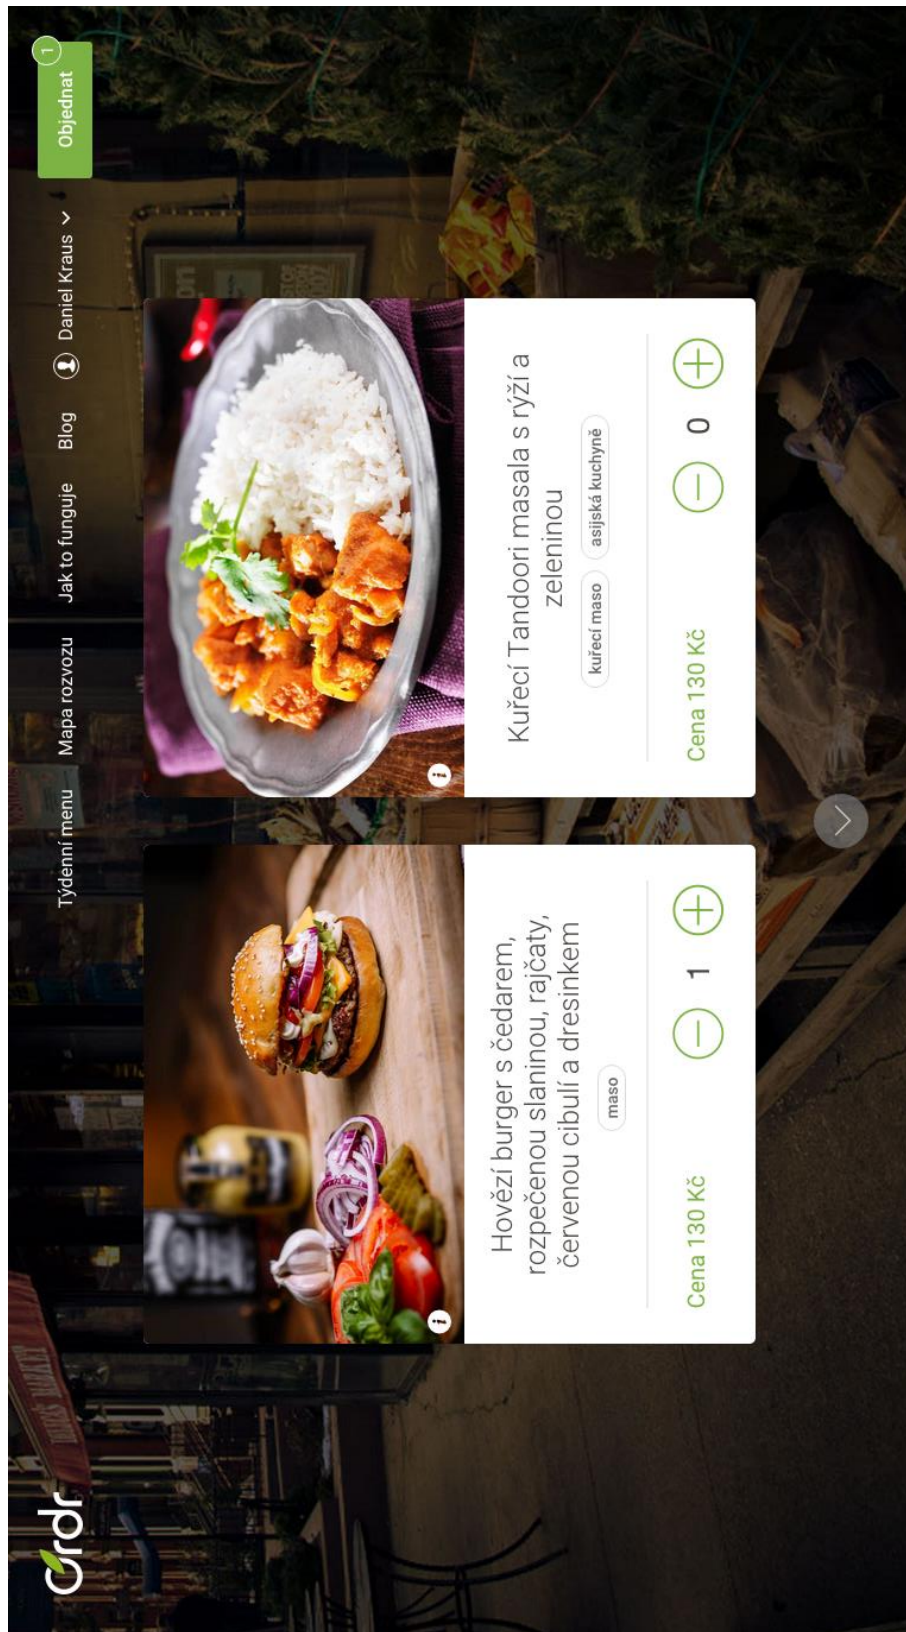 Ordr
Týdenní menu
Mapa rozvozu
Jak to funguje
Blog
Daniel Kraus
Objednat
1
Hovězí burger s čedarem,
rozpečenou slaninou, rajčaty,
červenou cibulí a dresinkem
maso
Cena 130 Kč
1
Kuřecí Tandoori masala s rýží a
zeleninou
kuřecí maso
asijská kuchyně
Cena 130 Kč
0